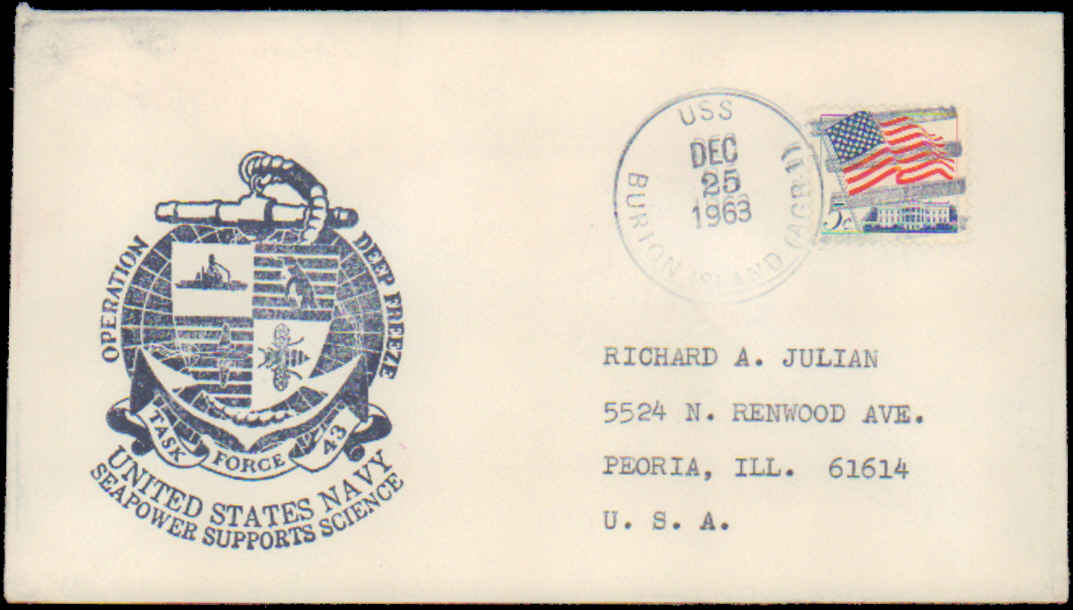 OPERATION
DEEP FREEZE
TASK FORCE 43
UNITED STATES NAVY
SEAPOWER SUPPORTS SCIENCE
USS
DEC
25
1963
BURTON ISLAND (AGB-1)
5c
RICHARD A. JULIAN
5524 N. RENWOOD AVE.
PEORIA, ILL. 61614
U. S. A.